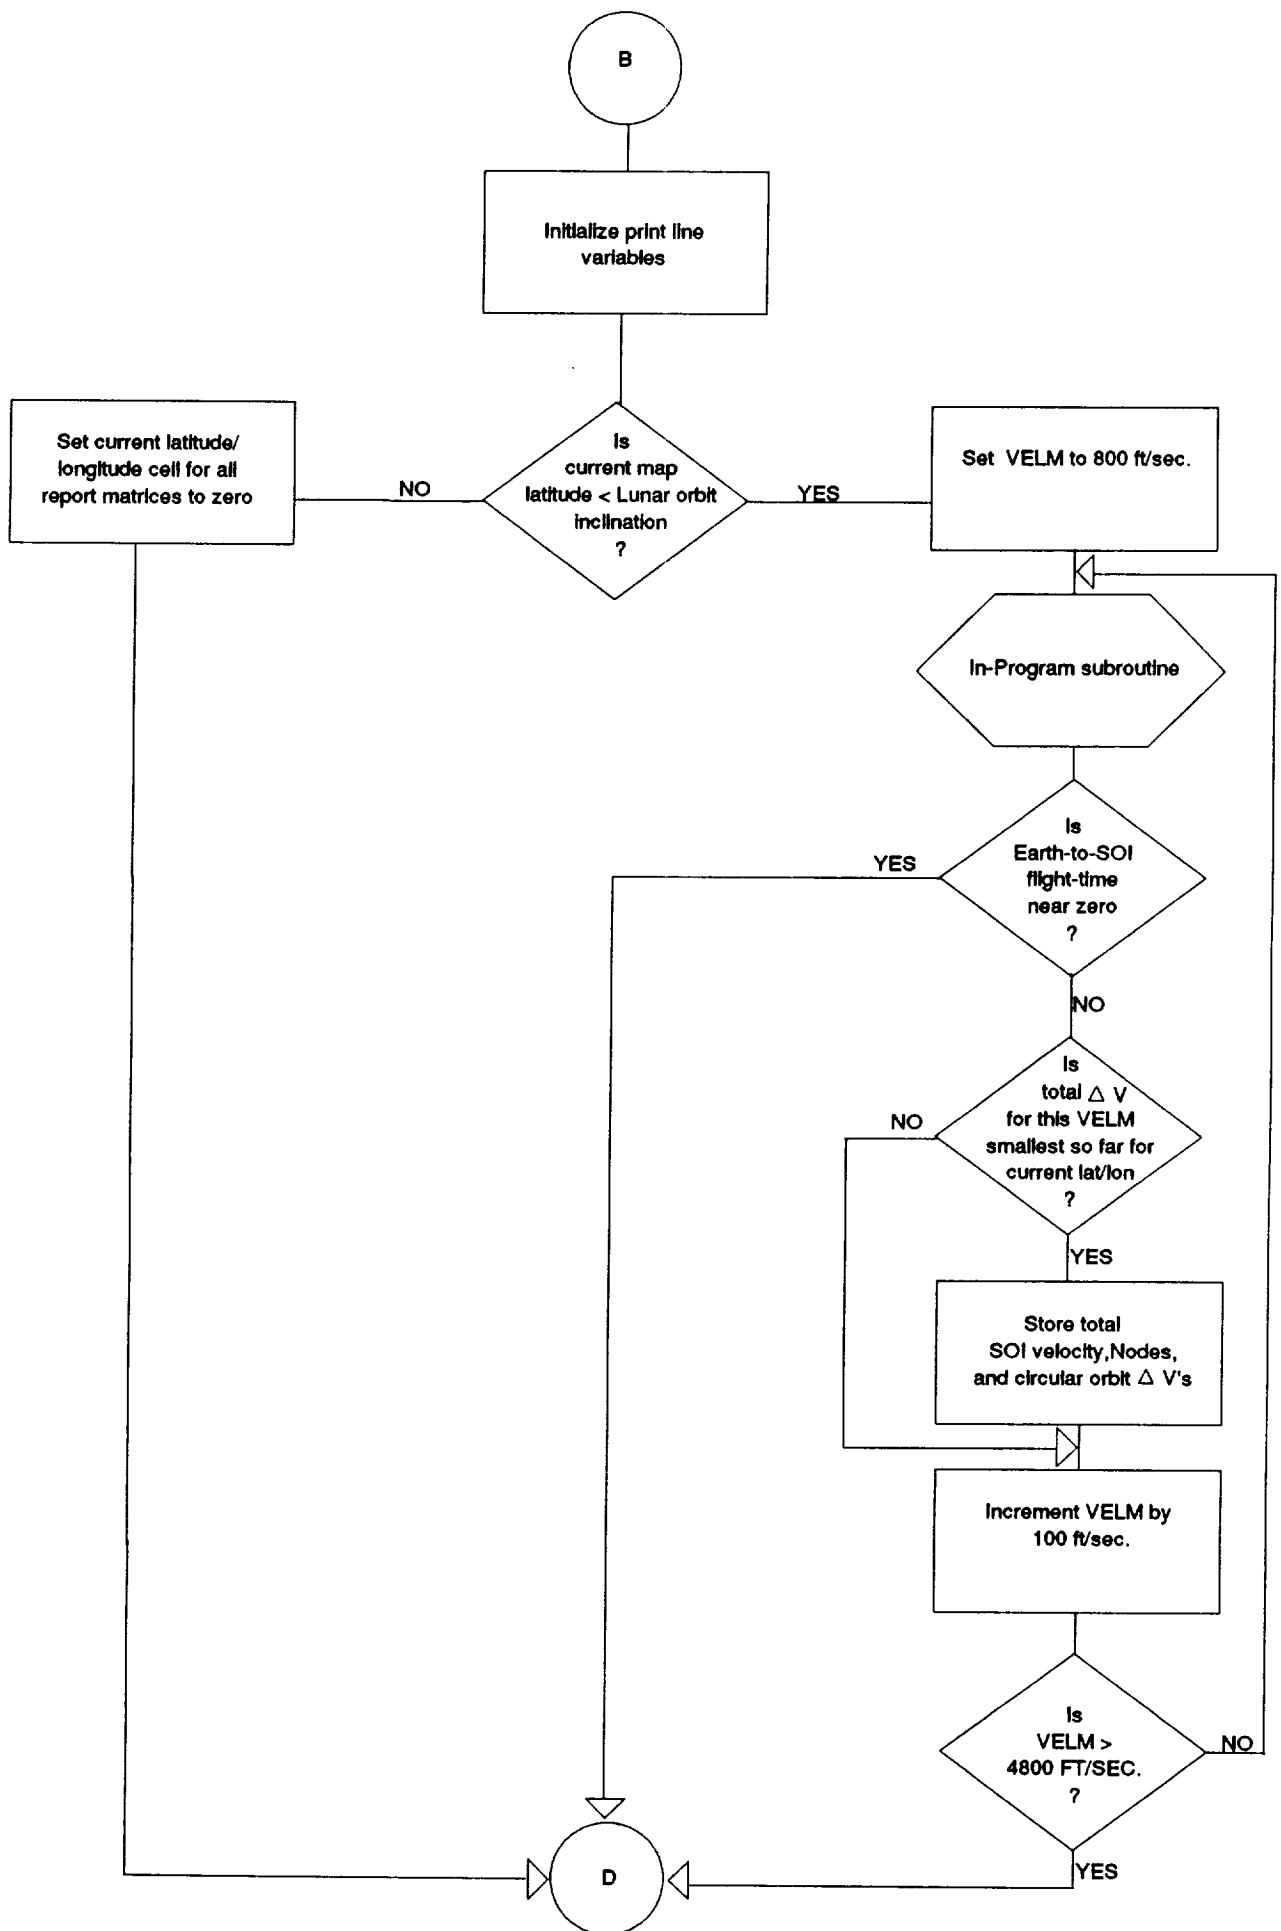 B
Initialize print line
variables
Set current latitude/
longitude cell for all
report matrices to zero
NO
Is
current map
latitude < Lunar orbit
inclination
?
YES
Set VELM to 800 ft/sec.
In-Program subroutine
YES
Is
Earth-to-SOI
flight-time
near zero
?
NO
NO
Is
total △ V
for this VELM
smallest so far for
current lat/lon
?
YES
Store total
SOI velocity,Nodes,
and circular orbit △ V's
Increment VELM by
100 ft/sec.
Is
VELM >
4800 FT/SEC.
?
NO
YES
D